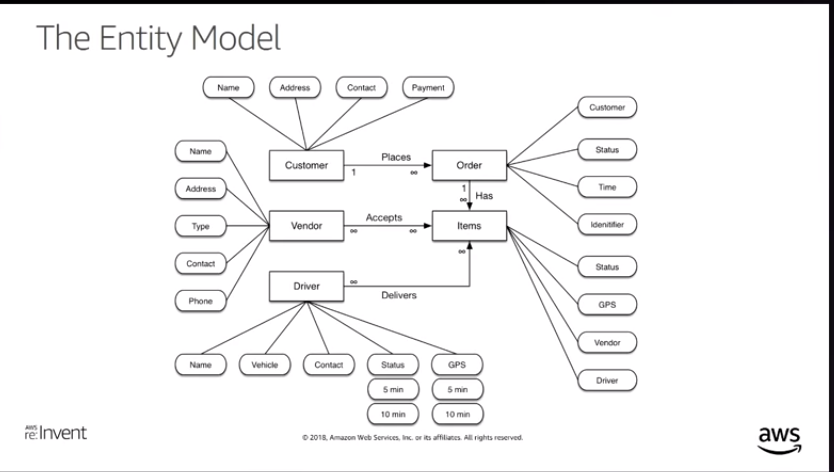 The Entity Model
Name
Address
Contact
Payment
Customer
Name
Customer
Places
Order
Status
1
∞
Address
1
Has
Time
∞
Type
Vendor
Accepts
Items
Idenitifier
∞
∞
Contact
∞
Status
Driver
∞
Phone
Delivers
GPS
Vendor
Name
Vehicle
Contact
Status
GPS
Driver
5 min
5 min
10 min
10 min
AWS
re:Invent
© 2018, Amazon Web Services, Inc. or its affiliates. All rights reserved.
aws